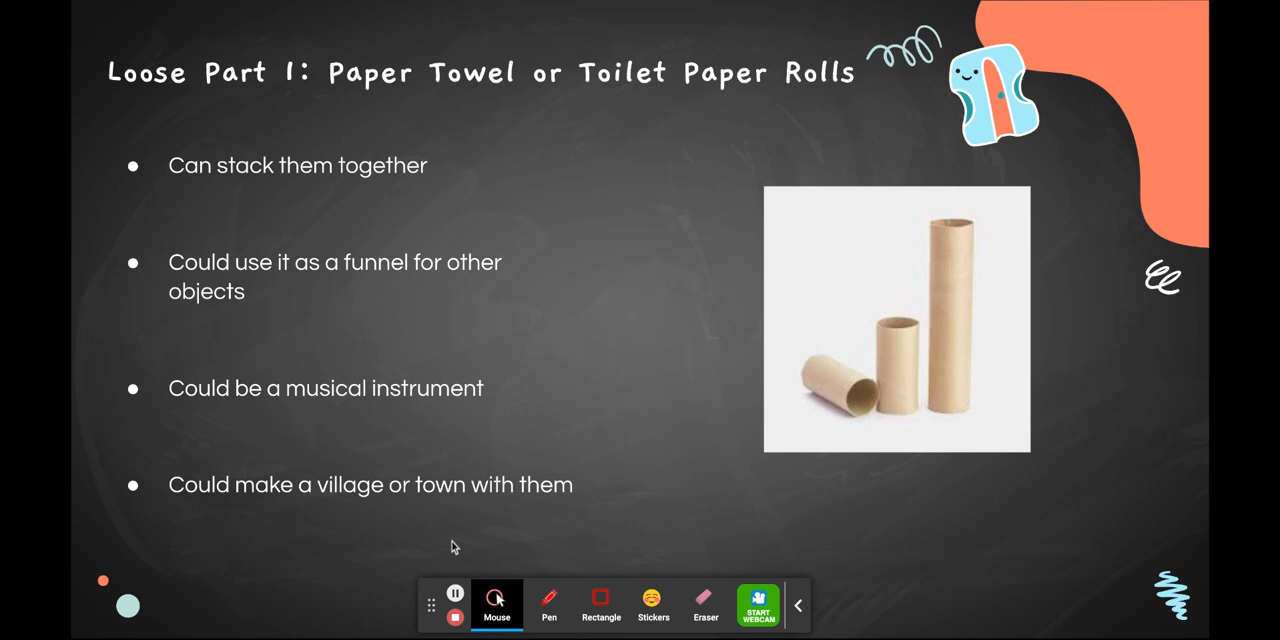 Loose Part 1: Paper Towel or Toilet Paper Rolls
● Can stack them together
● Could use it as a funnel for other
objects
● Could be a musical instrument
● Could make a village or town with them
Mouse
Pen
Rectangle
Stickers
Eraser
START
WEBCAM